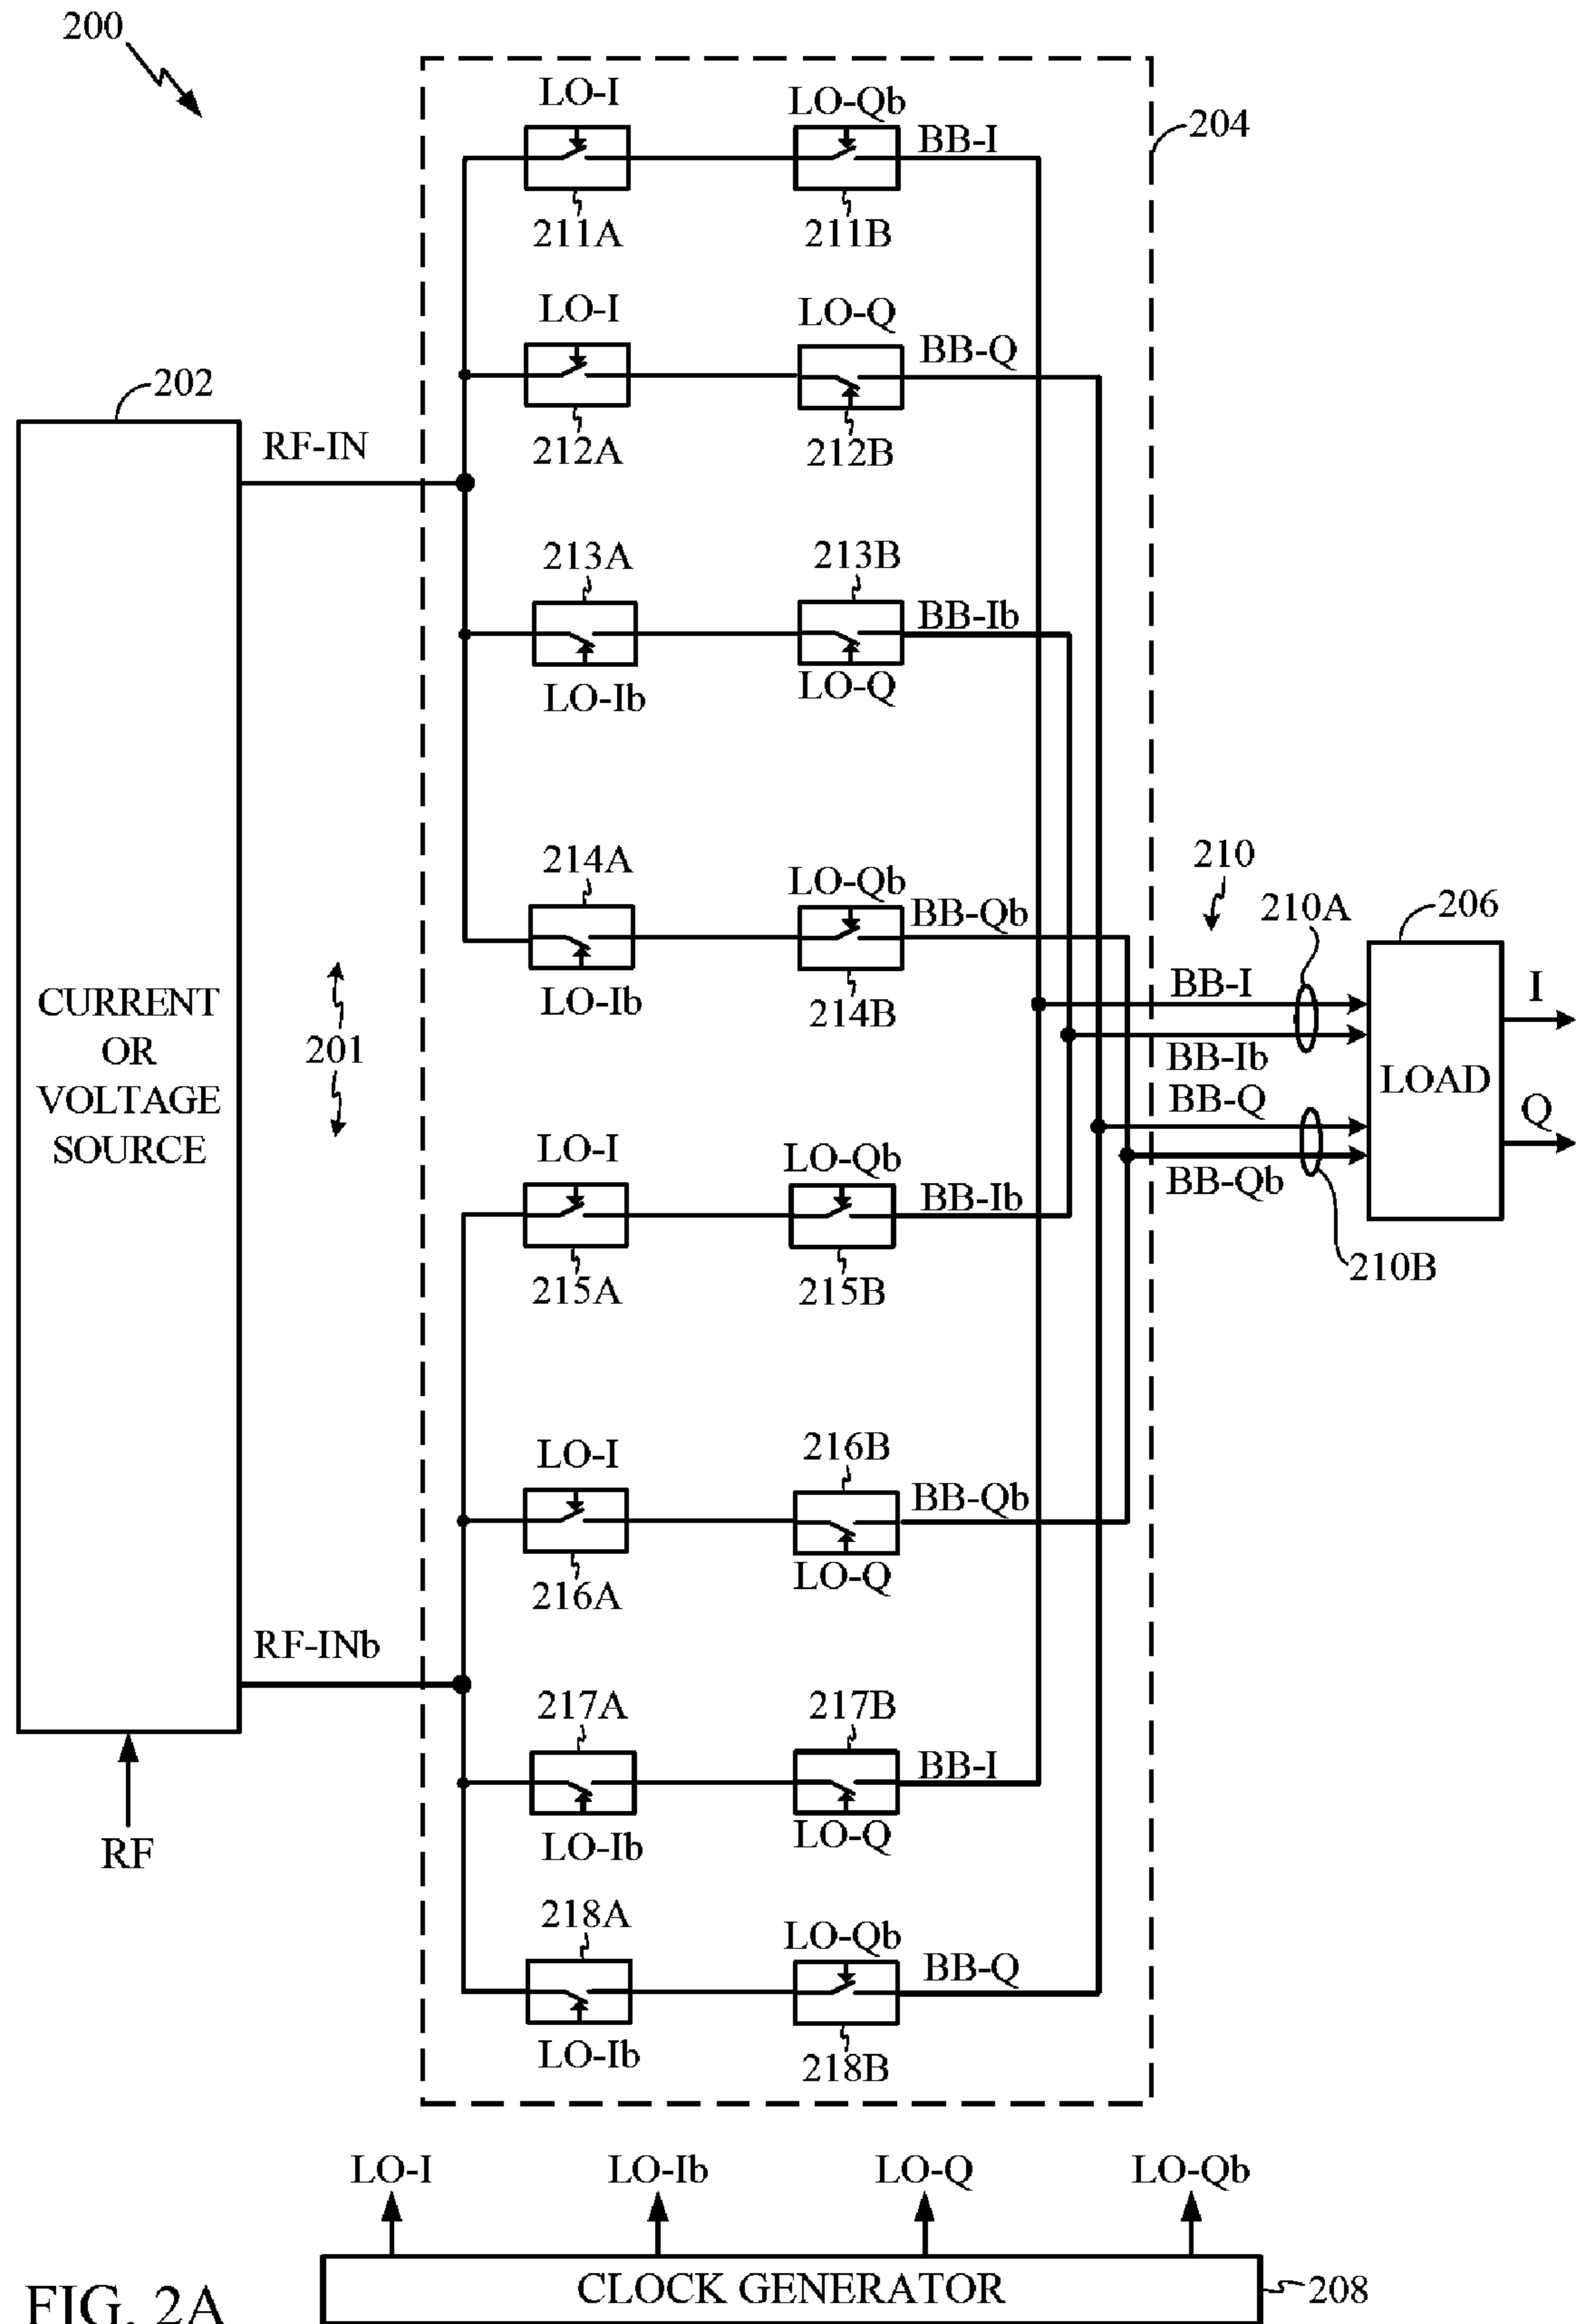 200
LO-I
LO-Qb
BB-I
204
211A
211B
LO-I
LO-Q
BB-Q
202
212A
212B
RF-IN
213A
213B
BB-Ib
LO-Ib
LO-Q
214A
LO-Qb
BB-Qb
210
210A
206
LO-Ib
214B
CURRENT
OR
VOLTAGE
SOURCE
201
BB-I
BB-Ib
BB-Q
BB-Qb
LOAD
I
Q
210B
LO-I
LO-Qb
BB-Ib
215A
215B
LO-I
216B
BB-Qb
216A
LO-Q
RF-INb
217A
217B
BB-I
LO-Ib
LO-Q
RF
218A
LO-Qb
BB-Q
LO-Ib
218B
LO-I
LO-Ib
LO-Q
LO-Qb
CLOCK GENERATOR
208
FIG. 2A